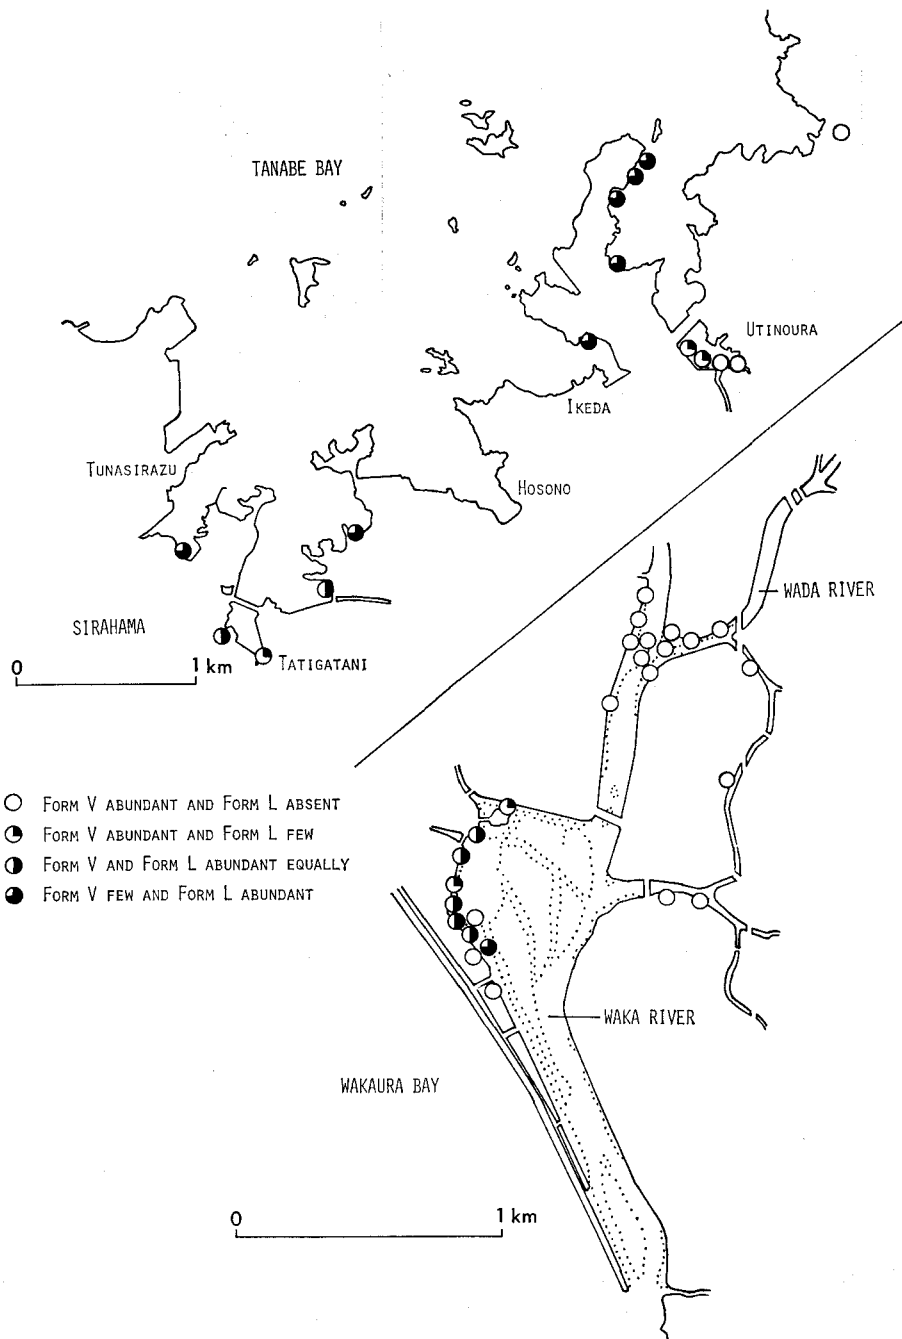 TANABE BAY
UTINOURA
IKEDA
TUNASIRAZU
HOSONO
SIRAHAMA
TATIGATANI
0 1 km
WADA RIVER
FORM V ABUNDANT AND FORM L ABSENT
FORM V ABUNDANT AND FORM L FEW
FORM V AND FORM L ABUNDANT EQUALLY
FORM V FEW AND FORM L ABUNDANT
WAKA RIVER
WAKAURA BAY
0 1 km